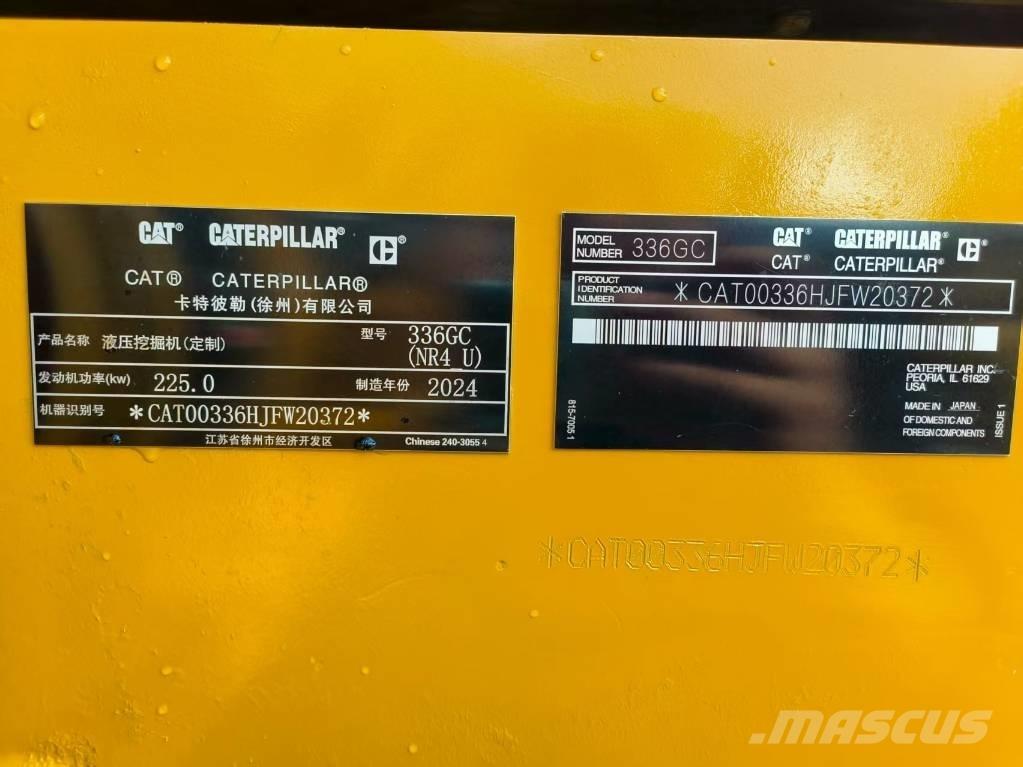 CAT® CATERPILLAR® C®
CAT® CATERPILLAR®
卡特彼勒(徐州)有限公司
产品名称 液压挖掘机(定制) 型号 336GC
(NR4_U)
发动机功率(kw) 225.0 制造年份 2024
机器识别号 *CAT00336HJFW20372*
江苏省徐州市经济开发区 Chinese 240-3055 4
MODEL
NUMBER 336GC
CAT® CATERPILLAR® C®
CAT® CATERPILLAR®
PRODUCT
IDENTIFICATION
NUMBER
*CAT00336HJFW20372*
CATERPILLAR INC.
PEORIA, IL 61629
USA
MADE IN JAPAN
OF DOMESTIC AND
FOREIGN COMPONENTS
815-7005 1
ISSUE 1
*CAT00336HJFW20372*
MASCUS